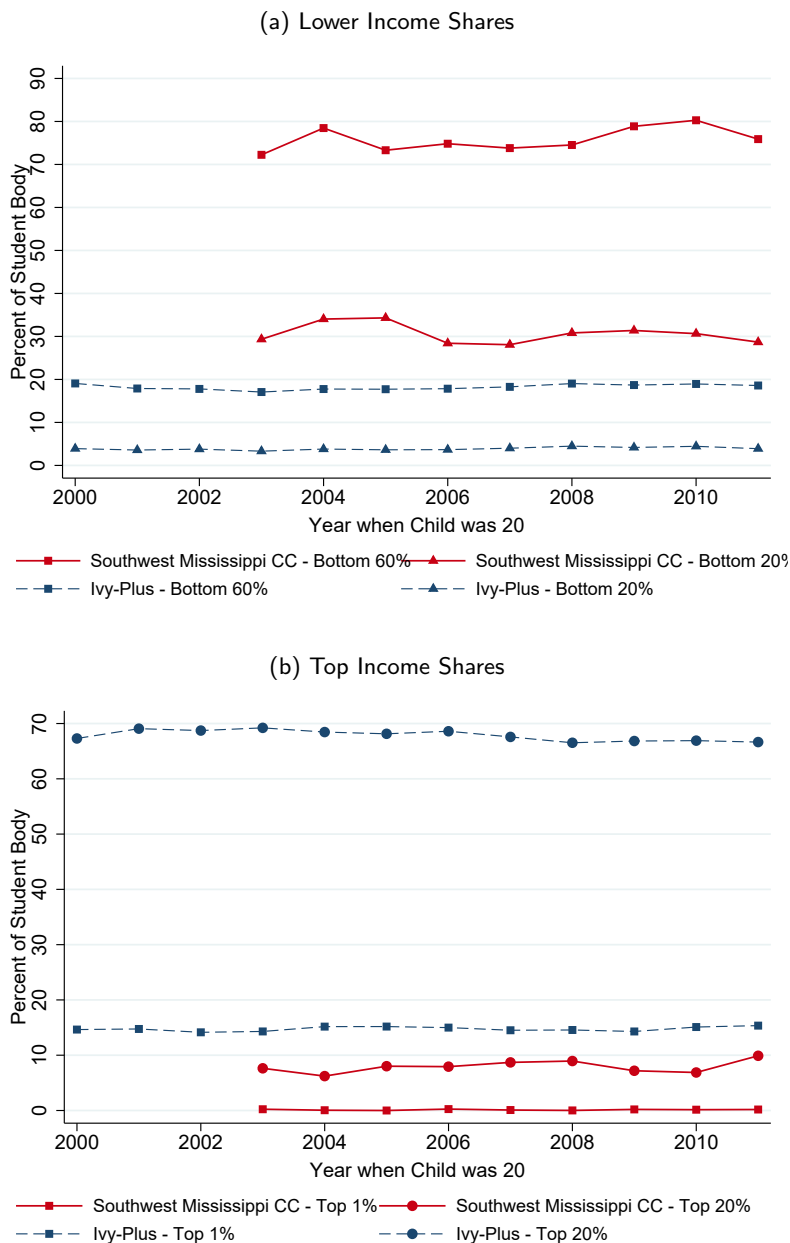 (a) Lower Income Shares
90
80
70
60
50
40
30
20
10
0
Percent of Student Body
2000 2002 2004 2006 2008 2010
Year when Child was 20
Southwest Mississippi CC - Bottom 60% Southwest Mississippi CC - Bottom 20%
Ivy-Plus - Bottom 60% Ivy-Plus - Bottom 20%
(b) Top Income Shares
70
60
50
40
30
20
10
0
Percent of Student Body
2000 2002 2004 2006 2008 2010
Year when Child was 20
Southwest Mississippi CC - Top 1% Southwest Mississippi CC - Top 20%
Ivy-Plus - Top 1% Ivy-Plus - Top 20%